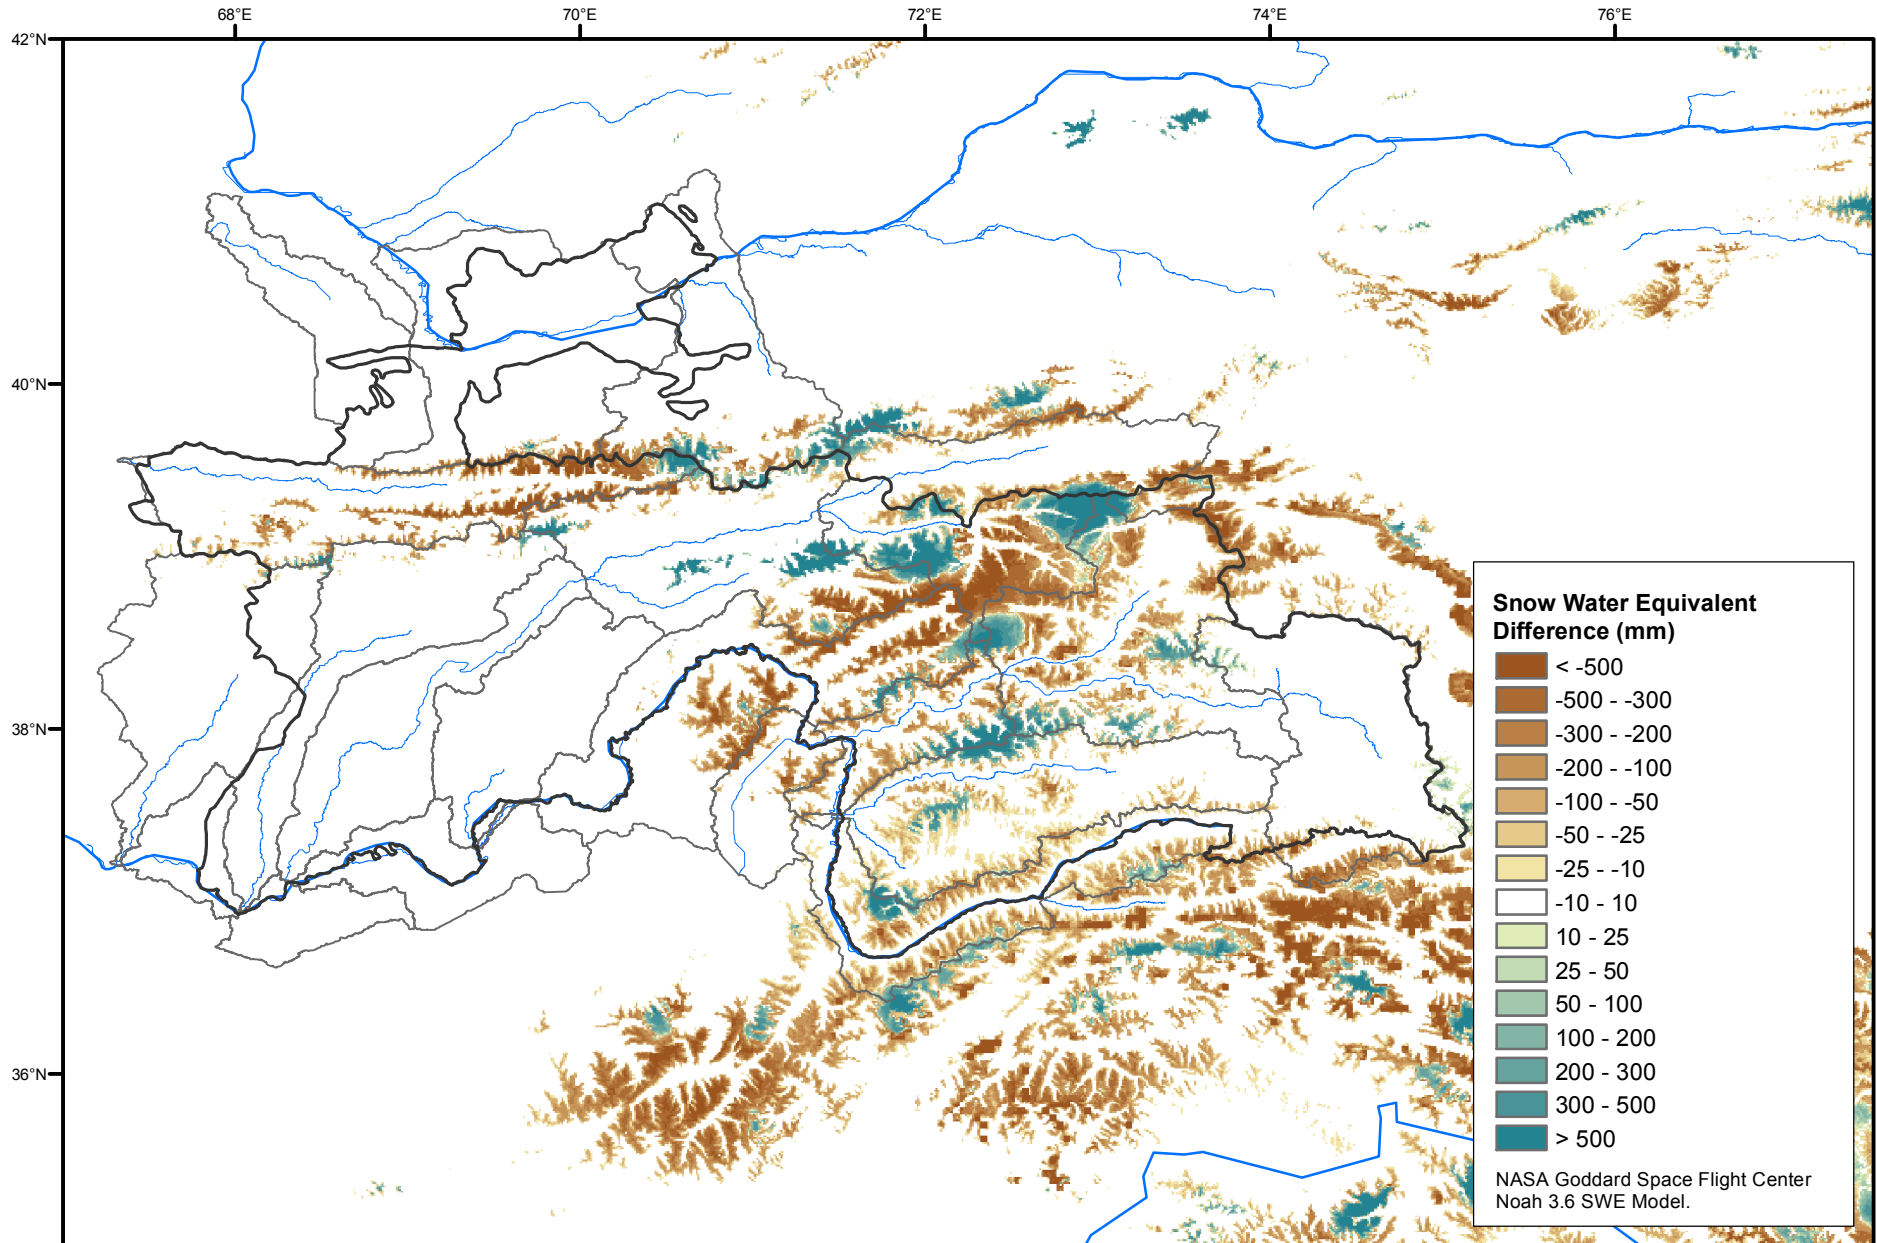 68°E 70°E 72°E 74°E 76°E
42°N
40°N
38°N
36°N
Snow Water Equivalent
Difference (mm)
< -500
-500 - -300
-300 - -200
-200 - -100
-100 - -50
-50 - -25
-25 - -10
-10 - 10
10 - 25
25 - 50
50 - 100
100 - 200
200 - 300
300 - 500
> 500
NASA Goddard Space Flight Center
Noah 3.6 SWE Model.